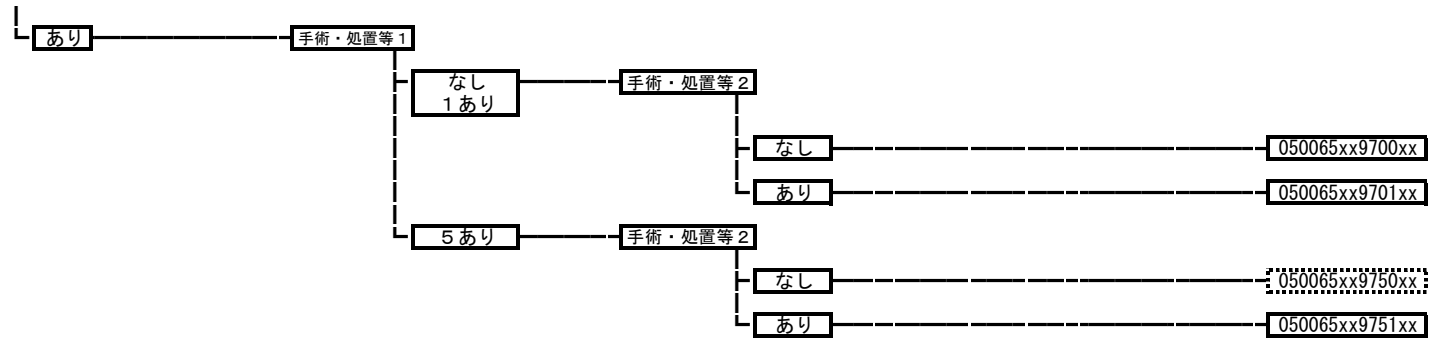 あり
手術・処置等1
なし
1あり
手術・処置等2
なし
050065xx9700xx
あり
050065xx9701xx
5あり
手術・処置等2
なし
050065xx9750xx
あり
050065xx9751xx